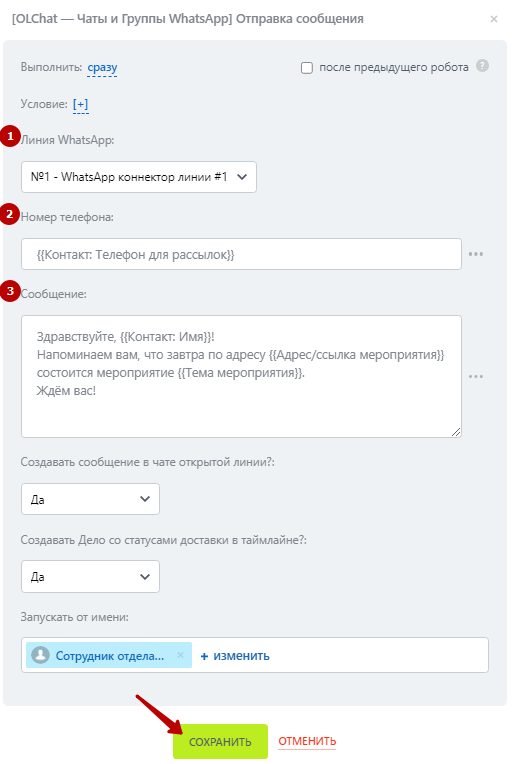 [OLChat — Чаты и Группы WhatsApp] Отправка сообщения ×
Выполнить: сразу после предыдущего робота ?
Условие: [+]
1 Линия WhatsApp:
№1 - WhatsApp коннектор линии #1
2 Номер телефона:
{{Контакт: Телефон для рассылок}} •••
3 Сообщение:
Здравствуйте, {{Контакт: Имя}}!
Напоминаем вам, что завтра по адресу {{Адрес/ссылка мероприятия}}
состоится мероприятие {{Тема мероприятия}}. •••
Ждём вас!
Создавать сообщение в чате открытой линии?:
Да
Создавать Дело со статусами доставки в таймлайне?:
Да
Запускать от имени:
Сотрудник отдела... × + изменить
СОХРАНИТЬ ОТМЕНИТЬ